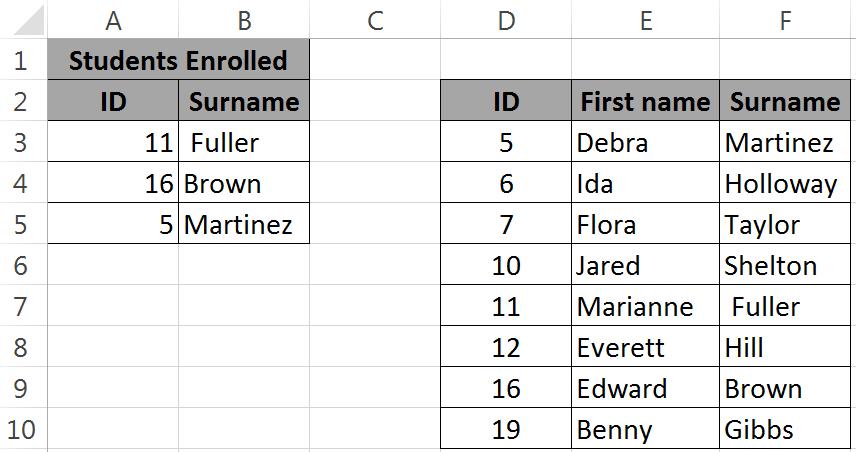 A B C D E F
1 Students Enrolled
2 ID Surname ID First name Surname
3 11 Fuller 5 Debra Martinez
4 16 Brown 6 Ida Holloway
5 5 Martinez 7 Flora Taylor
6 10 Jared Shelton
7 11 Marianne Fuller
8 12 Everett Hill
9 16 Edward Brown
10 19 Benny Gibbs